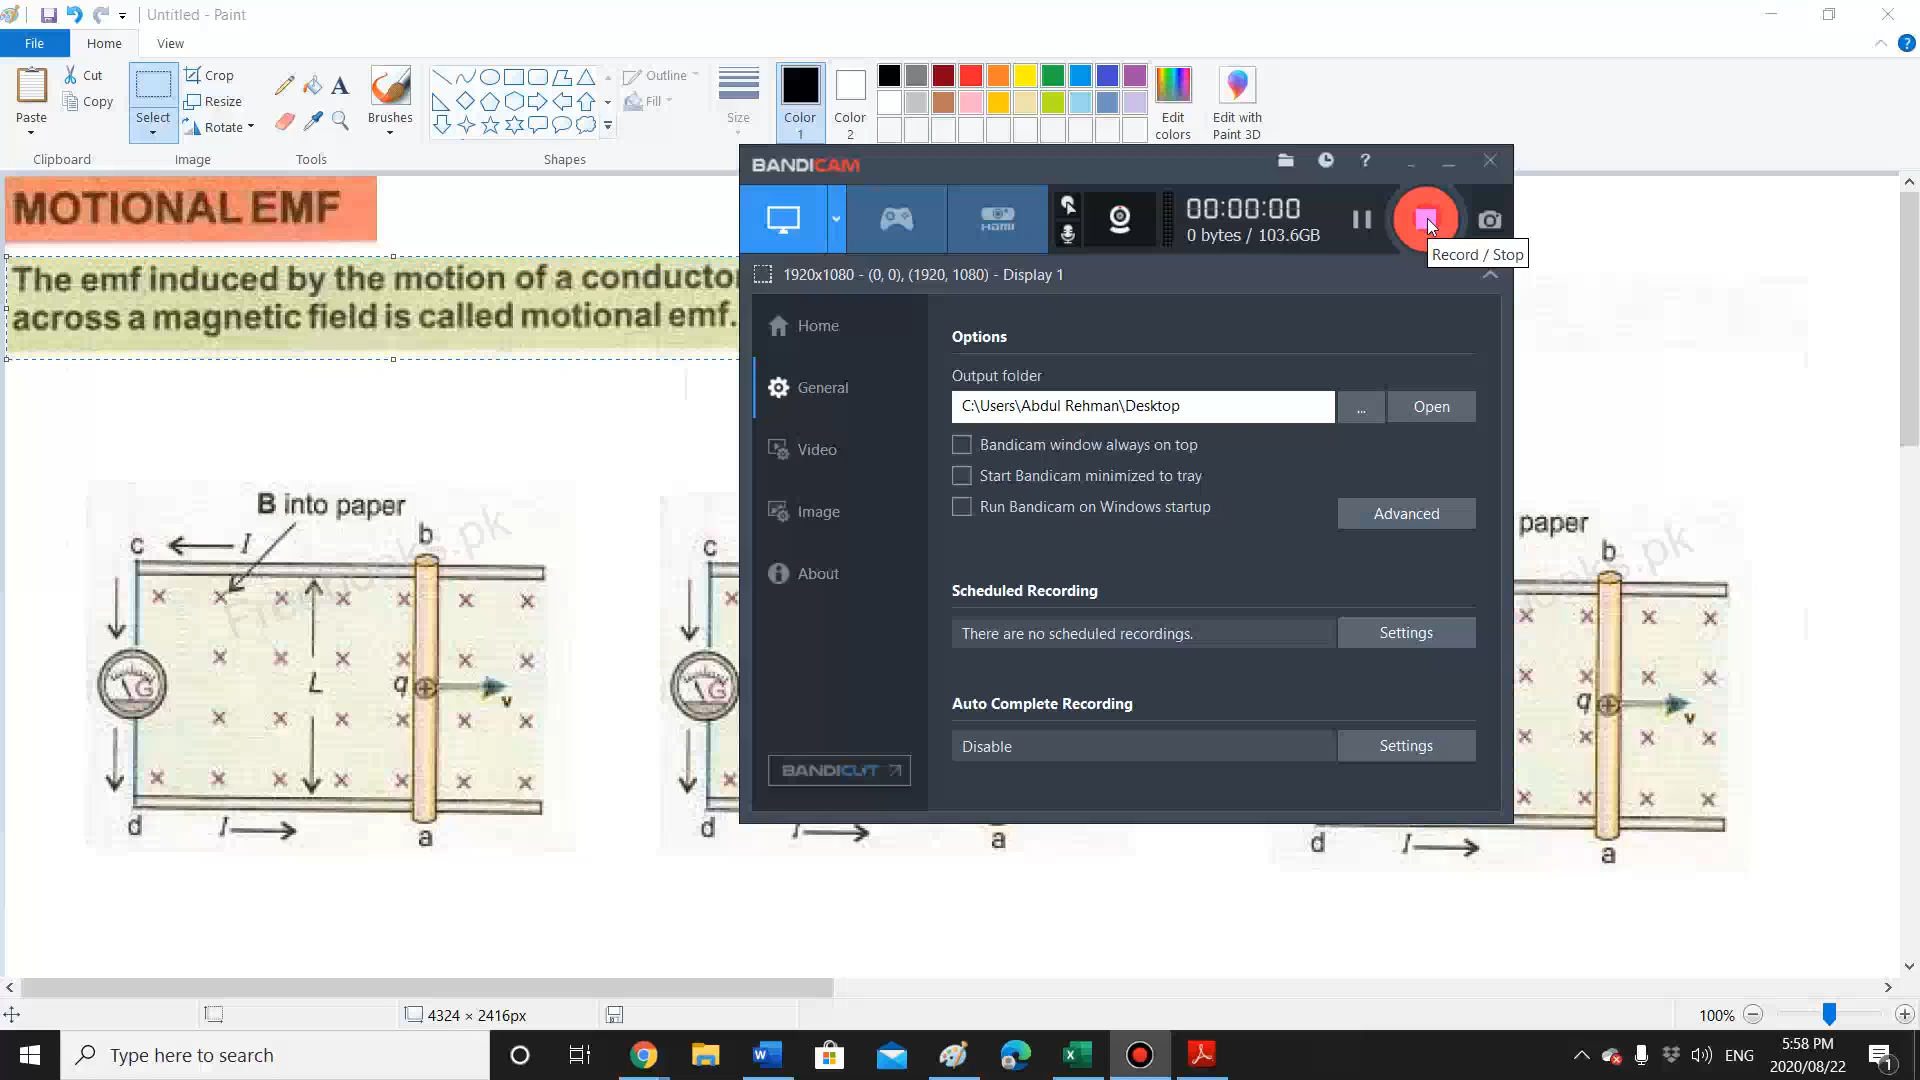 Untitled - Paint
File
Home
View
Paste
Cut
Copy
Clipboard
Select
Crop
Resize
Rotate
Image
A
Tools
Brushes
Shapes
Outline
Fill
Size
Color
1
Color
2
Edit
colors
Edit with
Paint 3D
MOTIONAL EMF
The emf induced by the motion of a conducto
across a magnetic field is called motional emf.
BANDICAM
?
HDMI
00:00:00
0 bytes / 103.6GB
Record / Stop
1920x1080 - (0, 0), (1920, 1080) - Display 1
Home
General
Video
Image
About
BANDICUT
Options
Output folder
C:\Users\Abdul Rehman\Desktop
...
Open
Bandicam window always on top
Start Bandicam minimized to tray
Run Bandicam on Windows startup
Advanced
Scheduled Recording
There are no scheduled recordings.
Settings
Auto Complete Recording
Disable
Settings
B into paper
c
I
b
G
L
q
v
d
I
a
c
G
d
I
a
paper
b
q
v
d
I
a
4324 × 2416px
100%
Type here to search
ENG
5:58 PM
2020/08/22
1